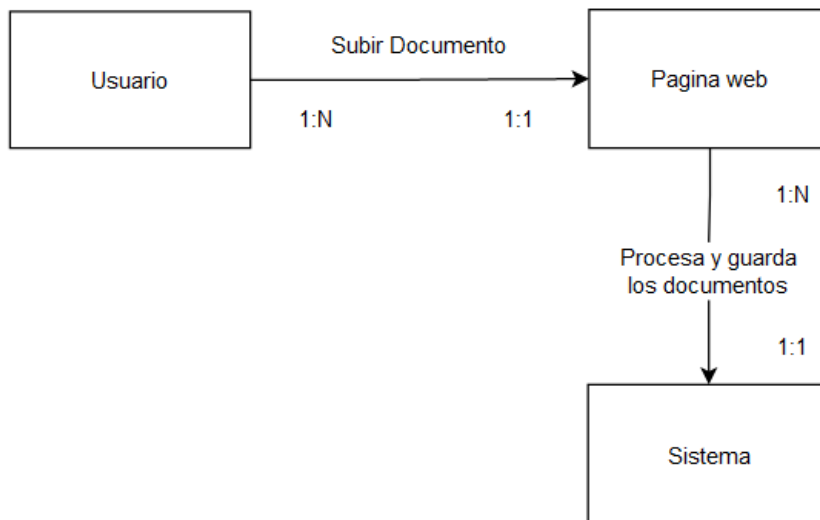 Subir Documento
Usuario
Pagina web
1:N
1:1
1:N
Procesa y guarda
los documentos
1:1
Sistema